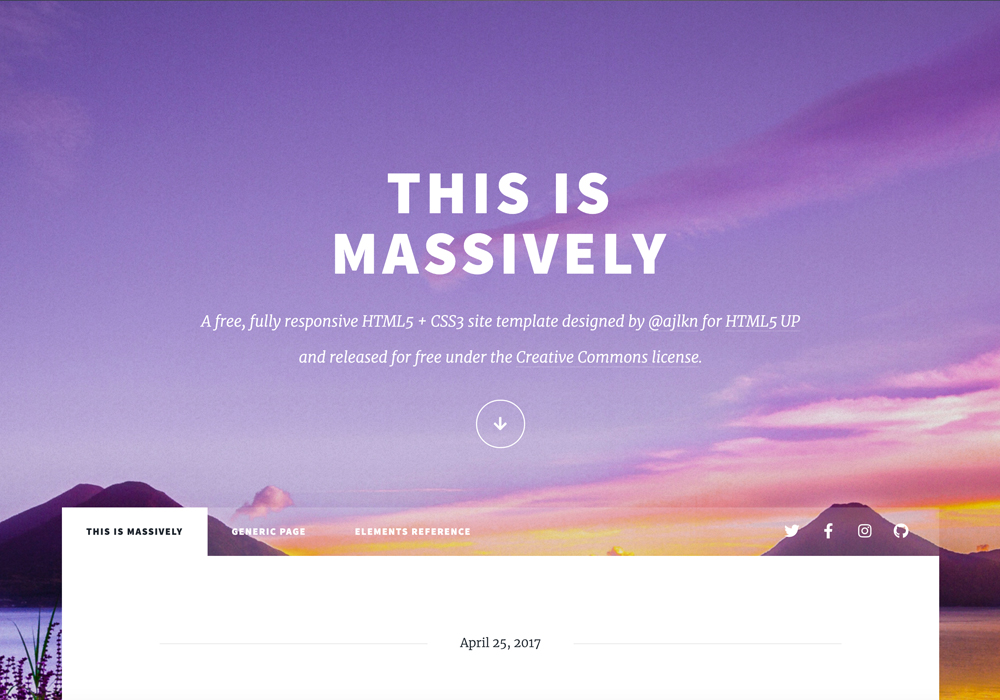 THIS IS
MASSIVELY
A free, fully responsive HTML5 + CSS3 site template designed by @ajlkn for HTML5 UP
and released for free under the Creative Commons license.
THIS IS MASSIVELY
GENERIC PAGE
ELEMENTS REFERENCE
April 25, 2017